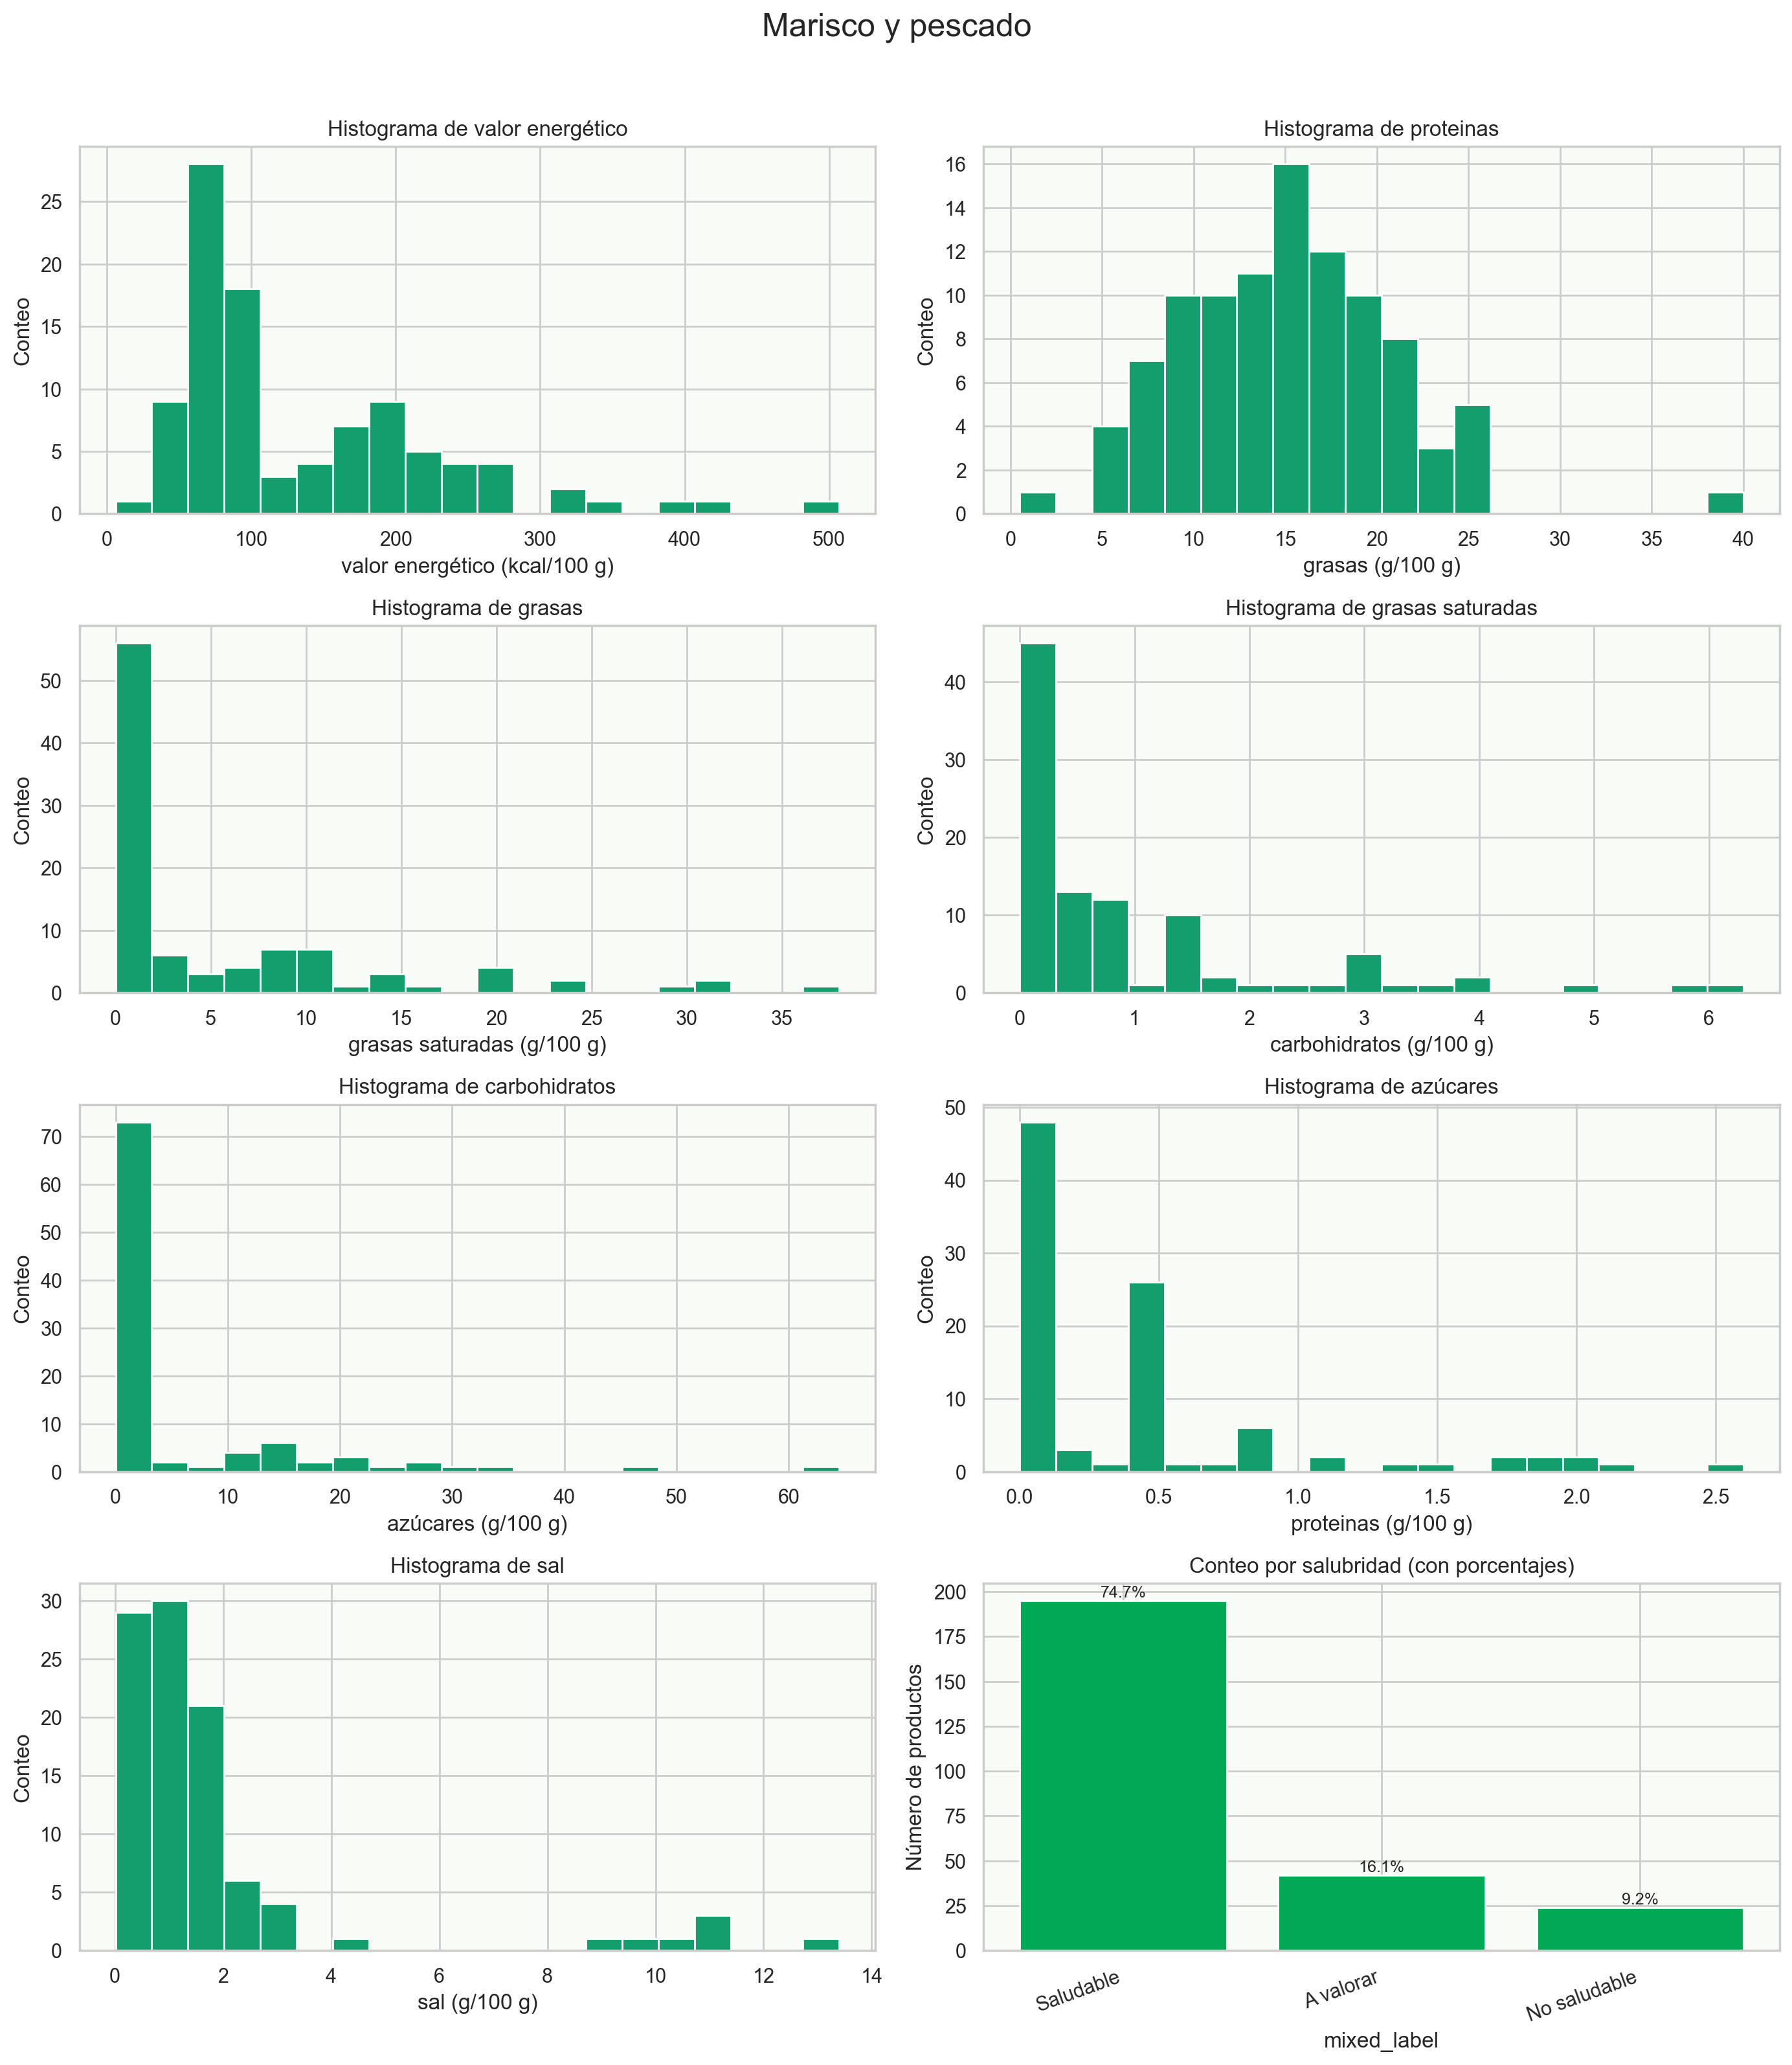 Marisco y pescado
Histograma de valor energético
Conteo
25
20
15
10
5
0
0 100 200 300 400 500
valor energético (kcal/100 g)
Histograma de proteinas
Conteo
16
14
12
10
8
6
4
2
0
0 5 10 15 20 25 30 35 40
grasas (g/100 g)
Histograma de grasas
Conteo
50
40
30
20
10
0
0 5 10 15 20 25 30 35
grasas saturadas (g/100 g)
Histograma de grasas saturadas
Conteo
40
30
20
10
0
0 1 2 3 4 5 6
carbohidratos (g/100 g)
Histograma de carbohidratos
Conteo
70
60
50
40
30
20
10
0
0 10 20 30 40 50 60
azúcares (g/100 g)
Histograma de azúcares
Conteo
50
40
30
20
10
0
0.0 0.5 1.0 1.5 2.0 2.5
proteinas (g/100 g)
Histograma de sal
Conteo
30
25
20
15
10
5
0
0 2 4 6 8 10 12 14
sal (g/100 g)
Conteo por salubridad (con porcentajes)
Número de productos
200
175
150
125
100
75
50
25
0
74.7%
16.1%
9.2%
Saludable
A valorar
No saludable
mixed_label